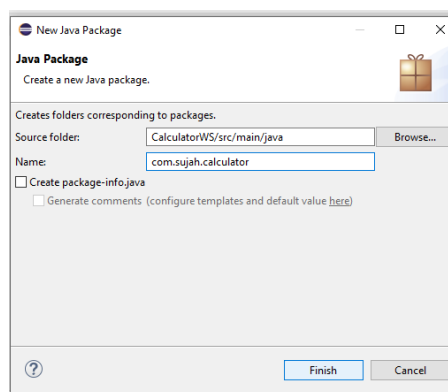 New Java Package
Java Package
Create a new Java package.
Creates folders corresponding to packages.
Source folder: CalculatorWS/src/main/java Browse...
Name: com.sujah.calculator
Create package-info.java
Generate comments (configure templates and default value here)
? Finish Cancel